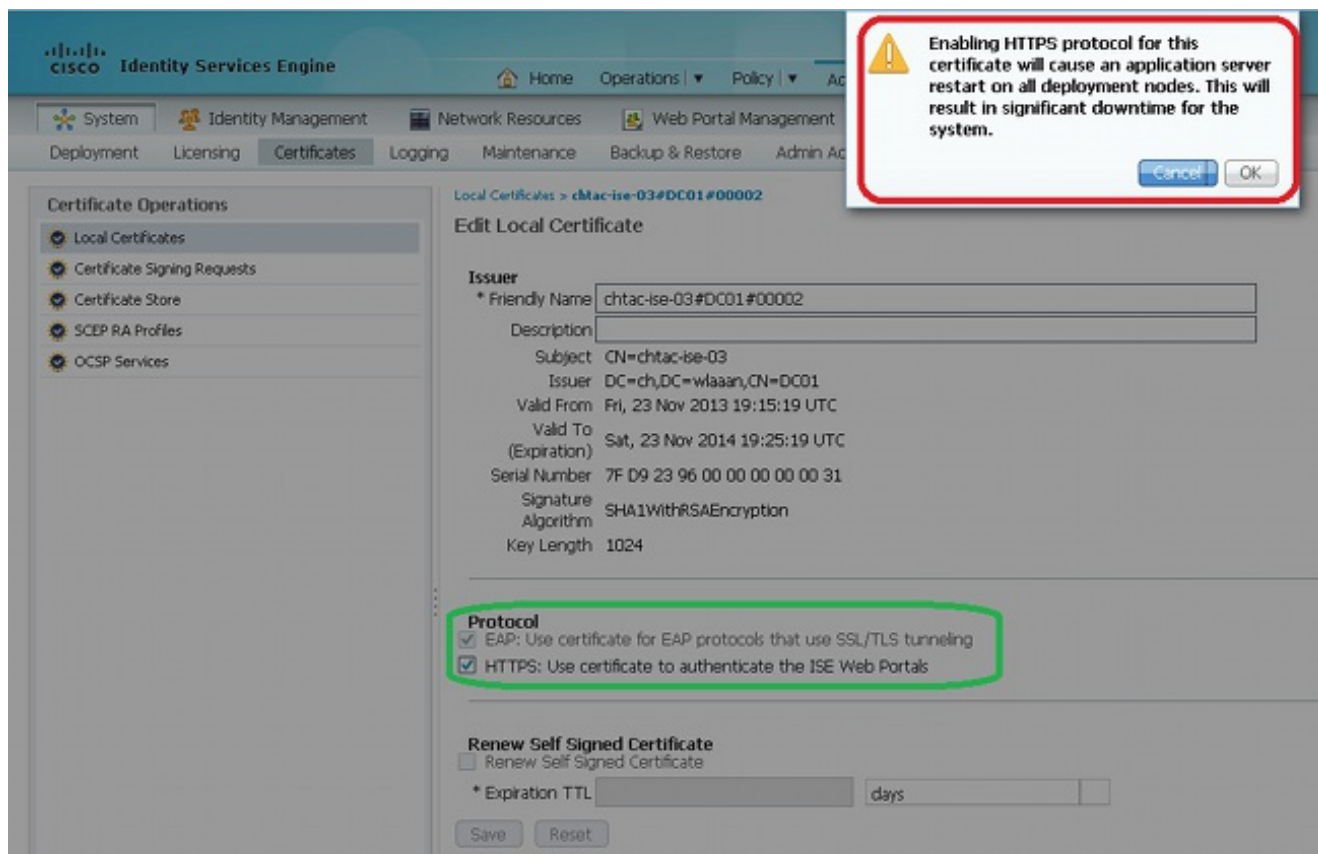 cisco Identity Services Engine
Home Operations Policy
Enabling HTTPS protocol for this
certificate will cause an application server
restart on all deployment nodes. This will
result in significant downtime for the
system.
Cancel OK
System Identity Management Network Resources Web Portal Management
Deployment Licensing Certificates Logging Maintenance Backup & Restore Admin
Certificate Operations
Local Certificates
Certificate Signing Requests
Certificate Store
SCEP RA Profiles
OCSP Services
Local Certificates > chtac-ise-03#DC01#00002
Edit Local Certificate
Issuer
* Friendly Name chtac-ise-03#DC01#00002
Description
Subject CN=chtac-ise-03
Issuer DC=ch,DC=wlaaan,CN=DC01
Valid From Fri, 23 Nov 2013 19:15:19 UTC
Valid To
(Expiration) Sat, 23 Nov 2014 19:25:19 UTC
Serial Number 7F D9 23 96 00 00 00 00 00 31
Signature
Algorithm SHA1WithRSAEncryption
Key Length 1024
Protocol
EAP: Use certificate for EAP protocols that use SSL/TLS tunneling
HTTPS: Use certificate to authenticate the ISE Web Portals
Renew Self Signed Certificate
Renew Self Signed Certificate
* Expiration TTL days
Save Reset